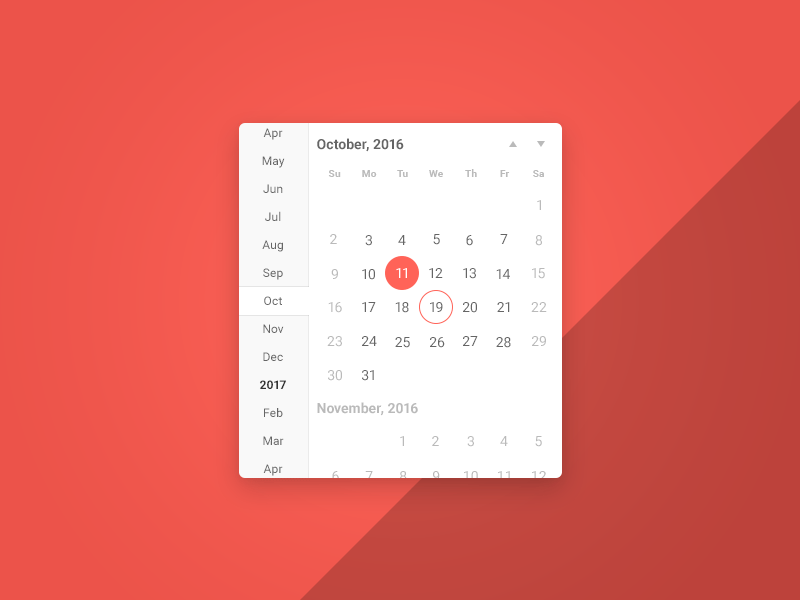 Apr
May
Jun
Jul
Aug
Sep
Oct
Nov
Dec
2017
Feb
Mar
Apr
October, 2016
Su Mo Tu We Th Fr Sa
1
2 3 4 5 6 7 8
9 10 11 12 13 14 15
16 17 18 19 20 21 22
23 24 25 26 27 28 29
30 31
November, 2016
1 2 3 4 5
6 7 8 9 10 11 12